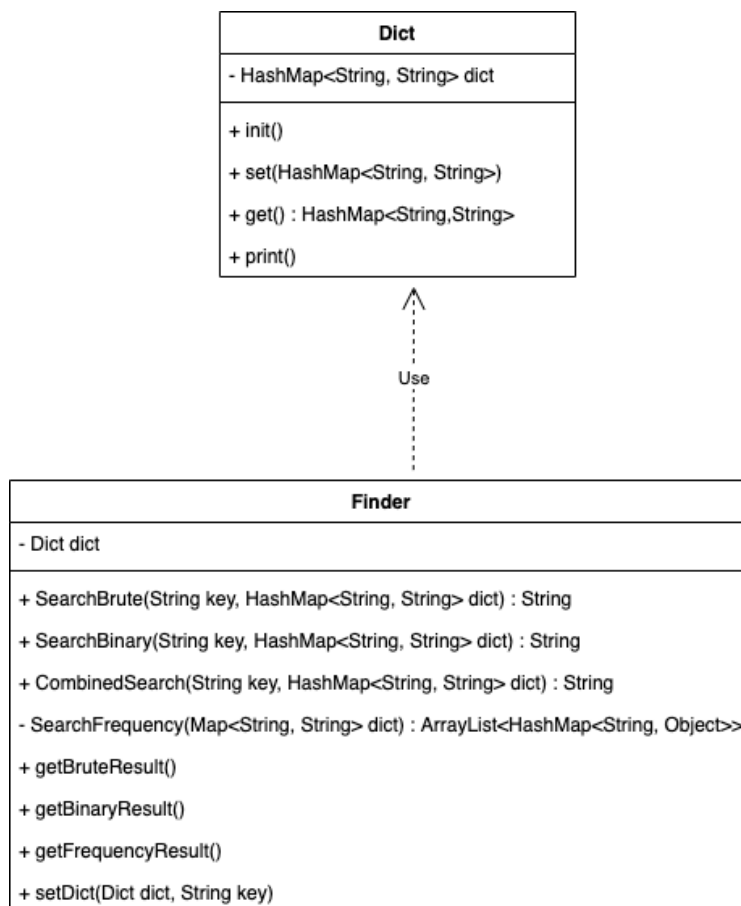 Dict
- HashMap<String, String> dict
+ init()
+ set(HashMap<String, String>)
+ get() : HashMap<String,String>
+ print()
Use
Finder
- Dict dict
+ SearchBrute(String key, HashMap<String, String> dict) : String
+ SearchBinary(String key, HashMap<String, String> dict) : String
+ CombinedSearch(String key, HashMap<String, String> dict) : String
- SearchFrequency(Map<String, String> dict) : ArrayList<HashMap<String, Object>>
+ getBruteResult()
+ getBinaryResult()
+ getFrequencyResult()
+ setDict(Dict dict, String key)